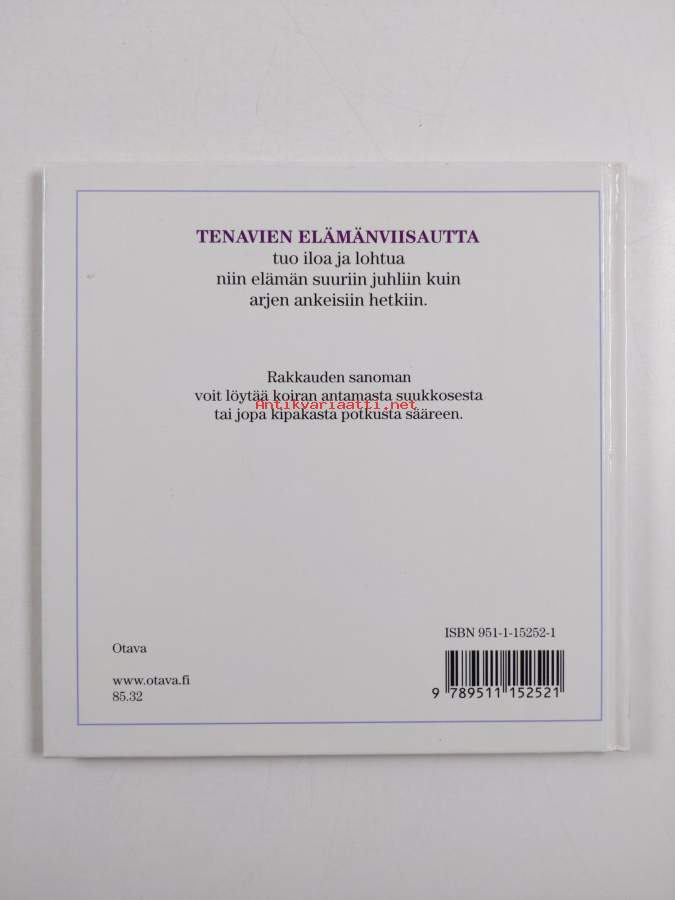 TENAVIEN ELÄMÄNVIISAUTTA
tuo iloa ja lohtua
niin elämän suuriin juhliin kuin
arjen ankeisiin hetkiin.
Rakkauden sanoman
voit löytää koiran antamasta suukkosesta
Antikvariaatti.net
tai jopa kipakasta potkusta sääreen.
ISBN 951-1-15252-1
Otava
www.otava.fi
85.32
9 789511 152521